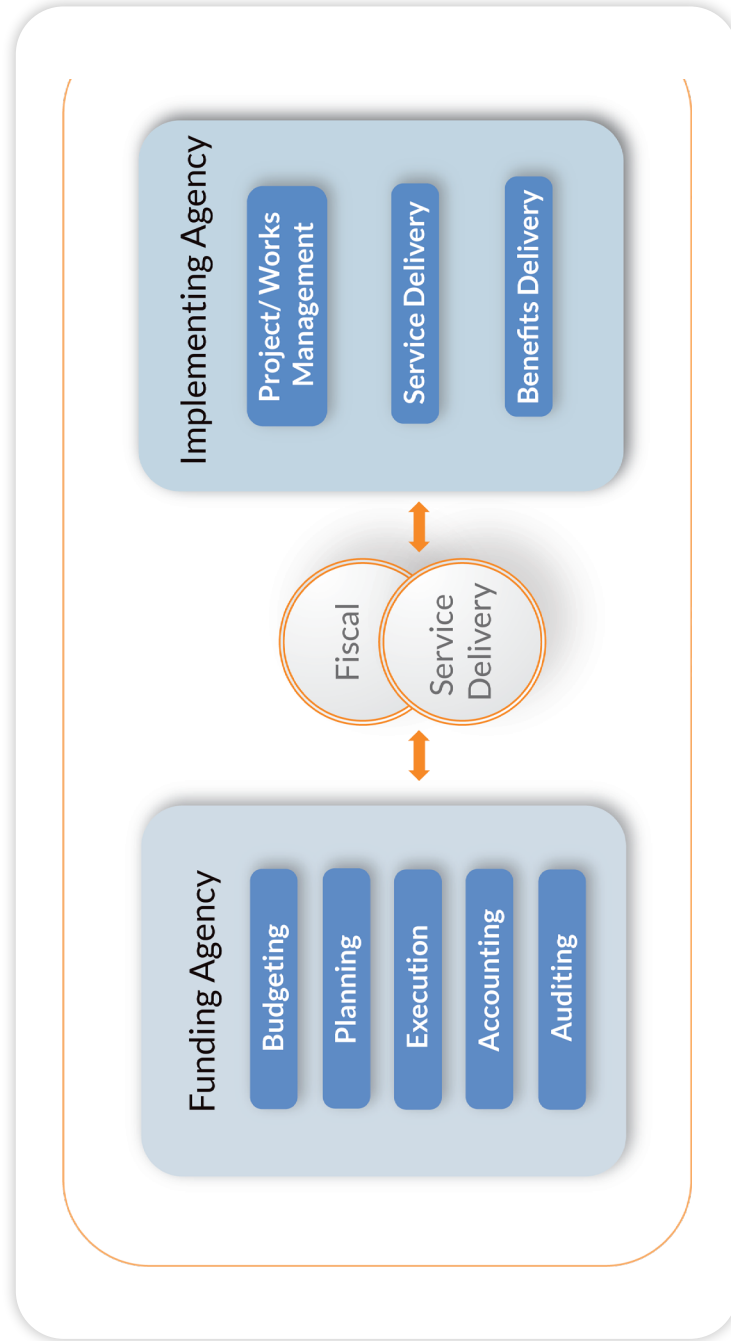 Funding Agency
Budgeting
Planning
Execution
Accounting
Auditing
Fiscal
Service
Delivery
Implementing Agency
Project/ Works
Management
Service Delivery
Benefits Delivery